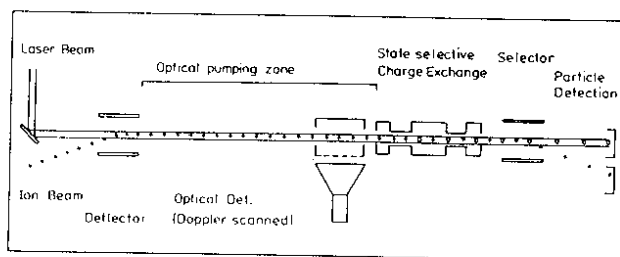 Laser Beam
Optical pumping zone
State selective
Charge Exchange
Selector
Particle
Detection
Ion Beam
Deflector
Optical Det.
(Doppler scanned)